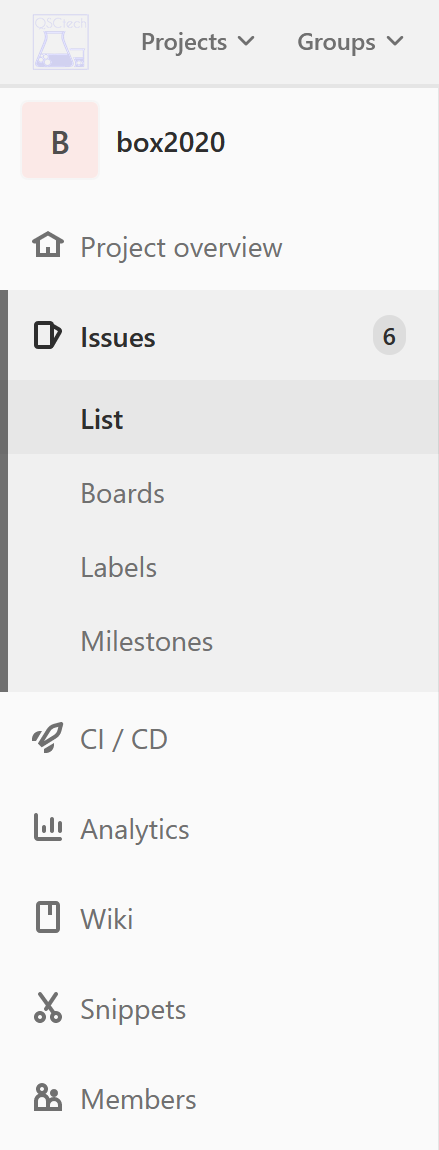 QSCtech Projects Groups
B box2020
Project overview
Issues 6
List
Boards
Labels
Milestones
CI / CD
Analytics
Wiki
Snippets
Members